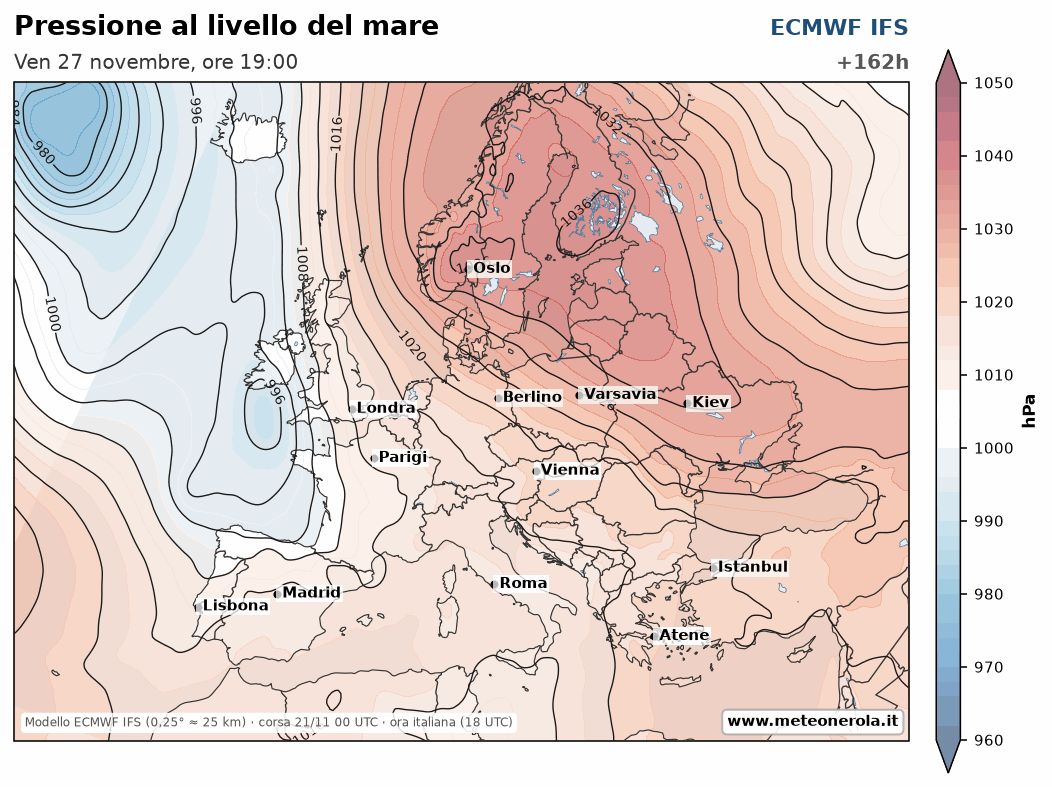 Pressione al livello del mare
ECMWF IFS
Ven 27 novembre, ore 19:00
+162h
980
996
1016
1032
1036
1008
1000
1020
996
Oslo
Londra
Berlino
Varsavia
Kiev
Parigi
Vienna
Istanbul
Roma
Madrid
Lisbona
Atene
1050
1040
1030
1020
1010
1000
990
980
970
960
hPa
Modello ECMWF IFS (0,25° ≈ 25 km) · corsa 21/11 00 UTC · ora italiana (18 UTC)
www.meteonerola.it